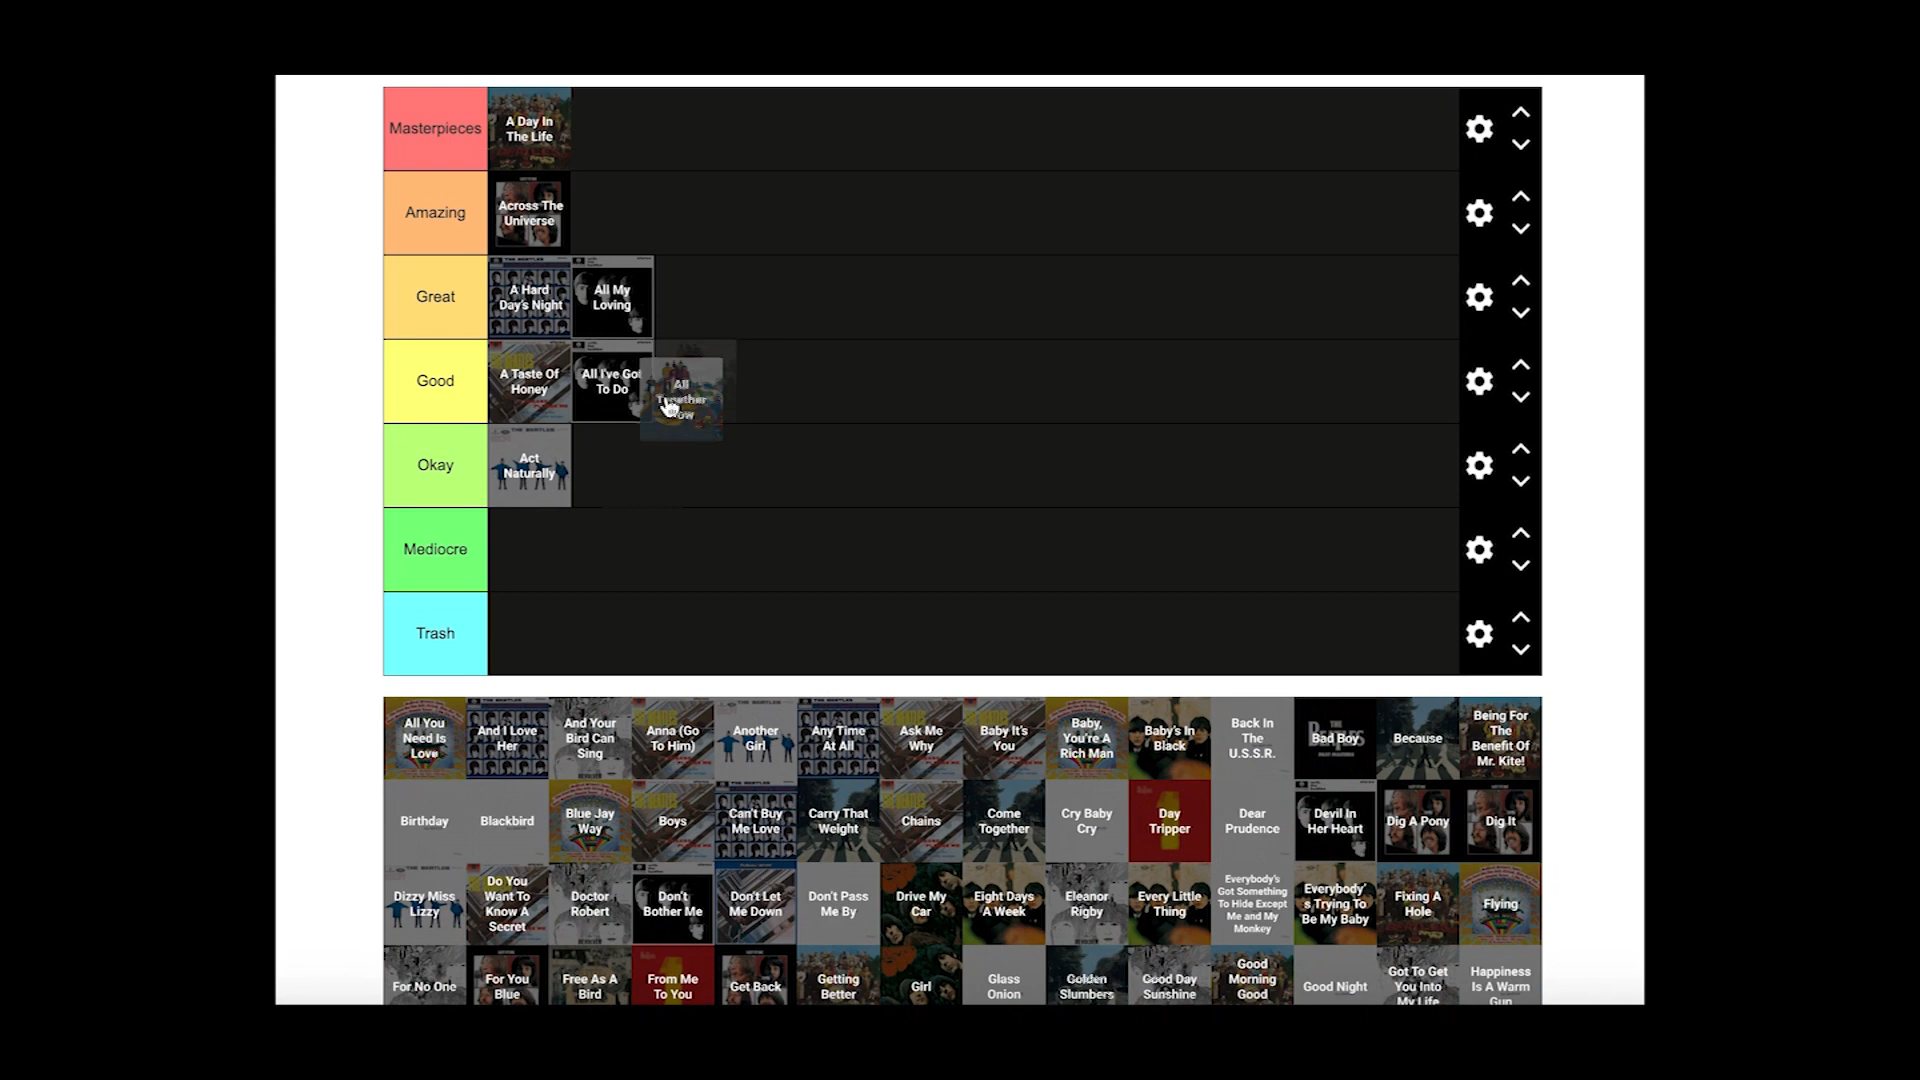 Masterpieces
A Day In
The Life
Amazing
Across The
Universe
Great
A Hard
Day's Night
All My
Loving
Good
A Taste Of
Honey
All I've Got
To Do
All
Together
Now
Okay
Act
Naturally
Mediocre
Trash
All You
Need Is
Love
And I Love
Her
And Your
Bird Can
Sing
Anna (Go
To Him)
Another
Girl
Any Time
At All
Ask Me
Why
Baby It's
You
Baby,
You're A
Rich Man
Baby's In
Black
Back In
The
U.S.S.R.
Bad Boy
Because
Being For
The
Benefit Of
Mr. Kite!
Birthday
Blackbird
Blue Jay
Way
Boys
Can't Buy
Me Love
Carry That
Weight
Chains
Come
Together
Cry Baby
Cry
Day
Tripper
Dear
Prudence
Devil In
Her Heart
Dig A Pony
Dig It
Dizzy Miss
Lizzy
Do You
Want To
Know A
Secret
Doctor
Robert
Don't
Bother Me
Don't Let
Me Down
Don't Pass
Me By
Drive My
Car
Eight Days
A Week
Eleanor
Rigby
Every Little
Thing
Everybody's
Got Something
To Hide Except
Me and My
Monkey
Everybody'
s Trying To
Be My Baby
Fixing A
Hole
Flying
For No One
For You
Blue
Free As A
Bird
From Me
To You
Get Back
Getting
Better
Girl
Glass
Onion
Golden
Slumbers
Good Day
Sunshine
Good
Morning
Good
Good Night
Got To Get
You Into
My Life
Happiness
Is A Warm
Gun